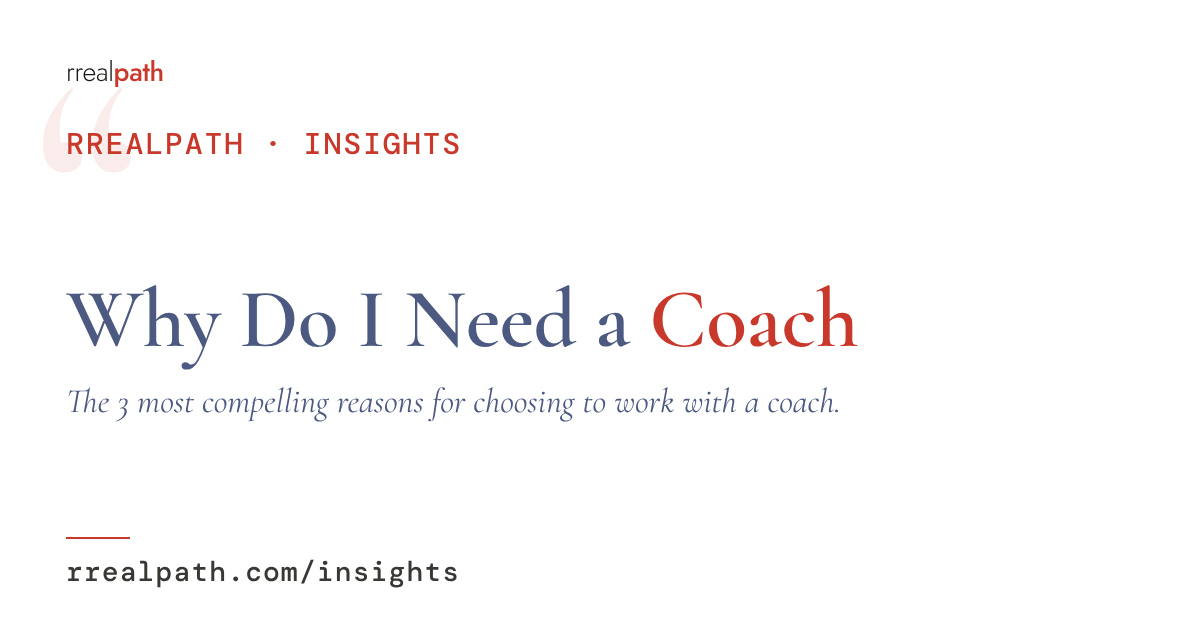 rrealpath
RREALPATH · INSIGHTS
Why Do I Need a Coach
The 3 most compelling reasons for choosing to work with a coach.
rrealpath.com/insights